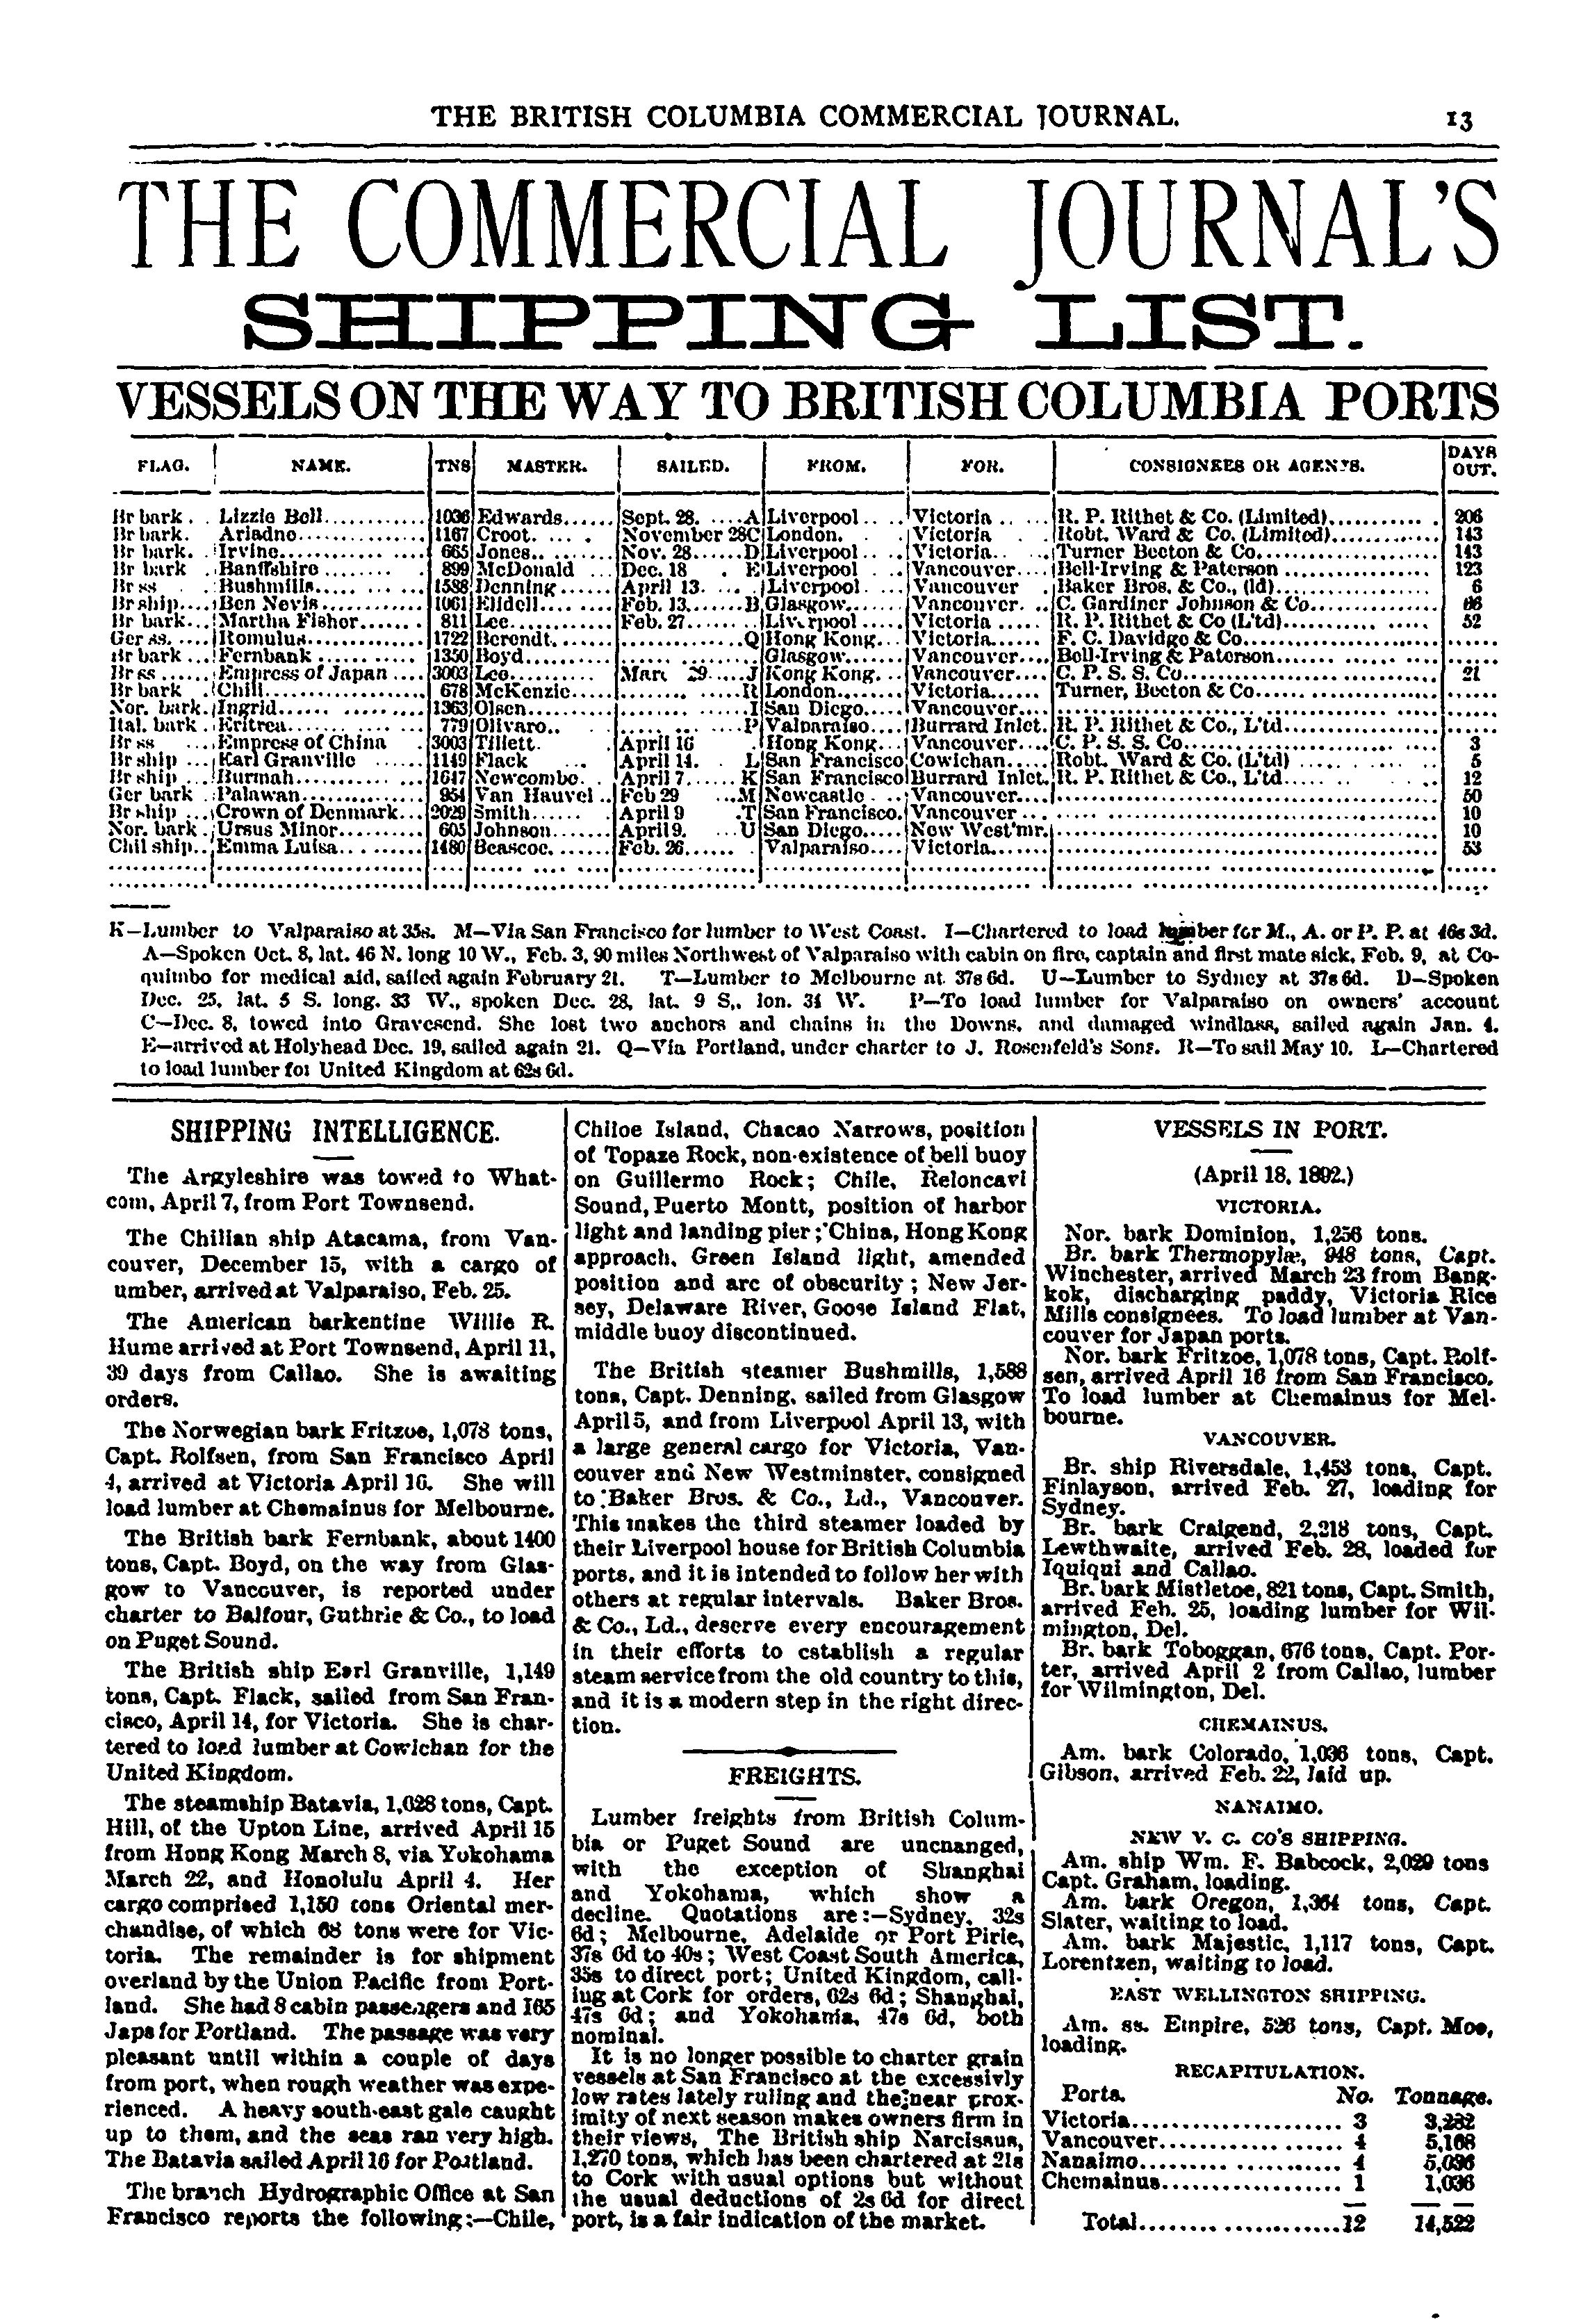 THE BRITISH COLUMBIA COMMERCIAL JOURNAL. 13
THE COMMERCIAL JOURNAL'S
SHIPPING LIST.
VESSELS ON THE WAY TO BRITISH COLUMBIA PORTS
FLAG. NAME. TNS MASTER. SAILED. FROM. FOR. CONSIGNEES OR AGENTS. DAYS OUT.
Br bark. Lizzie Bell 1036 Edwards Sept. 28. A Liverpool Victoria R. P. Rithet & Co. (Limited) 206
Br bark. Ariadne 1167 Croot. November 28 C London. Victoria Robt. Ward & Co. (Limited) 143
Br bark. Irvine 665 Jones Nov. 28 D Liverpool Victoria Turner Beeton & Co 143
Br bark Banffshire 899 McDonald Dec. 18 E Liverpool Vancouver Bell-Irving & Paterson 123
Br ss Bushmills 1588 Denning April 13. Liverpool Vancouver Baker Bros. & Co., (ld) 6
Br ship Ben Nevis 1061 Elldell Feb. 13. B Glasgow Vancouver C. Gardiner Johnson & Co 66
Br bark Martha Fisher 811 Lee Feb. 27 Liverpool Victoria R. P. Rithet & Co (L'td) 52
Ger ss. Romulus 1722 Berendt. Q Hong Kong Victoria F. C. Davidge & Co
Br bark Fernbank 1350 Boyd Glasgow Vancouver Bell-Irving & Paterson
Br ss Empress of Japan 3003 Lee Mar. 29 J Kong Kong Vancouver C. P. S. S. Co 21
Br bark Chili 678 McKenzie R London Victoria Turner, Beeton & Co
Nor. bark. Ingrid 1363 Olsen I San Diego Vancouver
Ital. bark Eritrea 779 Olivaro P Valparaiso Burrard Inlet. R. P. Rithet & Co., L'td
Br ss Empress of China 3003 Tillett. April 16 Hong Kong Vancouver C. P. S. S. Co 3
Br ship Earl Granville 1149 Flack April 14. L San Francisco Cowichan Robt. Ward & Co. (L'td) 5
Br ship Burmah 1647 Newcombe April 7 K San Francisco Burrard Inlet. R. P. Rithet & Co., L'td 12
Ger bark Palawan 954 Van Hauvel Feb 29 M Newcastle Vancouver 50
Br ship Crown of Denmark 2029 Smith April 9 T San Francisco. Vancouver 10
Nor. bark Ursus Minor 605 Johnson April 9. U San Diego New West'mr. 10
Chil ship Emma Luisa 1480 Beascoe. Feb. 26 Valparaiso Victoria 53
K—Lumber to Valparaiso at 35s. M—Via San Francisco for lumber to West Coast. I—Chartered to load lumber for M., A. or P. P. at 46s 3d.
A—Spoken Oct. 8, lat. 46 N. long 10 W., Feb. 3, 90 miles Northwest of Valparaiso with cabin on fire, captain and first mate sick, Feb. 9, at Co-
quimbo for medical aid, sailed again February 21. T—Lumber to Melbourne at 37s 6d. U—Lumber to Sydney at 37s 6d. D—Spoken
Dec. 25, lat. 5 S. long. 33 W., spoken Dec. 28, lat. 9 S., lon. 34 W. P—To load lumber for Valparaiso on owners' account
C—Dec. 8, towed into Gravesend. She lost two anchors and chains in the Downs, and damaged windlass, sailed again Jan. 4.
E—arrived at Holyhead Dec. 19, sailed again 21. Q—Via Portland, under charter to J. Rosenfeld's Sons. R—To sail May 10. L—Chartered
to load lumber for United Kingdom at 62s 6d.
SHIPPING INTELLIGENCE.
The Argyleshire was towed to What-
com, April 7, from Port Townsend.
The Chilian ship Atacama, from Van-
couver, December 15, with a cargo of
umber, arrived at Valparaiso, Feb. 25.
The American barkentine Willie R.
Hume arrived at Port Townsend, April 11,
39 days from Callao. She is awaiting
orders.
The Norwegian bark Fritzoe, 1,078 tons,
Capt. Rolfsen, from San Francisco April
4, arrived at Victoria April 16. She will
load lumber at Chemainus for Melbourne.
The British bark Fernbank, about 1400
tons, Capt. Boyd, on the way from Glas-
gow to Vancouver, is reported under
charter to Balfour, Guthrie & Co., to load
on Puget Sound.
The British ship Earl Granville, 1,149
tons, Capt. Flack, sailed from San Fran-
cisco, April 14, for Victoria. She is char-
tered to load lumber at Cowichan for the
United Kingdom.
The steamship Batavia, 1,628 tons, Capt.
Hill, of the Upton Line, arrived April 15
from Hong Kong March 8, via Yokohama
March 22, and Honolulu April 4. Her
cargo comprised 1,150 tons Oriental mer-
chandise, of which 68 tons were for Vic-
toria. The remainder is for shipment
overland by the Union Pacific from Port-
land. She had 8 cabin passengers and 165
Japs for Portland. The passage was very
pleasant until within a couple of days
from port, when rough weather was expe-
rienced. A heavy south-east gale caught
up to them, and the seas ran very high.
The Batavia sailed April 16 for Portland.
The branch Hydrographic Office at San
Francisco reports the following:—Chile,
Chiloe Island, Chacao Narrows, position
of Topaze Rock, non-existence of bell buoy
on Guillermo Rock; Chile, Reloncavi
Sound, Puerto Montt, position of harbor
light and landing pier; China, Hong Kong
approach, Green Island light, amended
position and arc of obscurity; New Jer-
sey, Delaware River, Goose Island Flat,
middle buoy discontinued.
The British steamer Bushmills, 1,588
tons, Capt. Denning, sailed from Glasgow
April 5, and from Liverpool April 13, with
a large general cargo for Victoria, Van-
couver and New Westminster, consigned
to Baker Bros. & Co., Ld., Vancouver.
This makes the third steamer loaded by
their Liverpool house for British Columbia
ports, and it is intended to follow her with
others at regular intervals. Baker Bros.
& Co., Ld., deserve every encouragement
in their efforts to establish a regular
steam service from the old country to this,
and it is a modern step in the right direc-
tion.
FREIGHTS.
Lumber freights from British Colum-
bia or Puget Sound are uncnanged,
with the exception of Shanghai
and Yokohama, which show a
decline. Quotations are:—Sydney, 32s
6d; Melbourne, Adelaide or Port Pirie,
37s 6d to 40s; West Coast South America,
35s to direct port; United Kingdom, call-
ing at Cork for orders, 62s 6d; Shanghai,
47s 6d; and Yokohama, 47s 6d, both
nominal.
It is no longer possible to charter grain
vessels at San Francisco at the excessivly
low rates lately ruling and the near prox-
imity of next season makes owners firm in
their views, The British ship Narcissus,
1,270 tons, which has been chartered at 21s
to Cork with usual options but without
the usual deductions of 2s 6d for direct
port, is a fair indication of the market.
VESSELS IN PORT.
(April 18, 1892.)
VICTORIA.
Nor. bark Dominion, 1,256 tons.
Br. bark Thermopylæ, 948 tons, Capt.
Winchester, arrived March 23 from Bang-
kok, discharging paddy, Victoria Rice
Mills consignees. To load lumber at Van-
couver for Japan ports.
Nor. bark Fritzoe, 1,078 tons, Capt. Rolf-
sen, arrived April 16 from San Francisco.
To load lumber at Chemainus for Mel-
bourne.
VANCOUVER.
Br. ship Riversdale, 1,453 tons, Capt.
Finlayson, arrived Feb. 27, loading for
Sydney.
Br. bark Craigend, 2,218 tons, Capt.
Lewthwaite, arrived Feb. 28, loaded for
Iquiqui and Callao.
Br. bark Mistletoe, 821 tons, Capt. Smith,
arrived Feb. 25, loading lumber for Wil-
mington, Del.
Br. bark Toboggan, 676 tons, Capt. Por-
ter, arrived April 2 from Callao, lumber
for Wilmington, Del.
CHEMAINUS.
Am. bark Colorado, 1,036 tons, Capt.
Gibson, arrived Feb. 22, laid up.
NANAIMO.
NEW V. C. CO'S SHIPPING.
Am. ship Wm. F. Babcock, 2,029 tons
Capt. Graham, loading.
Am. bark Oregon, 1,364 tons, Capt.
Slater, waiting to load.
Am. bark Majestic, 1,117 tons, Capt.
Lorentzen, waiting to load.
EAST WELLINGTON SHIPPING.
Am. ss. Empire, 526 tons, Capt. Moe,
loading.
RECAPITULATION.
Ports. No. Tonnage.
Victoria 3 3,282
Vancouver 4 5,168
Nanaimo 4 5,036
Chemainus 1 1,036
Total 12 14,522